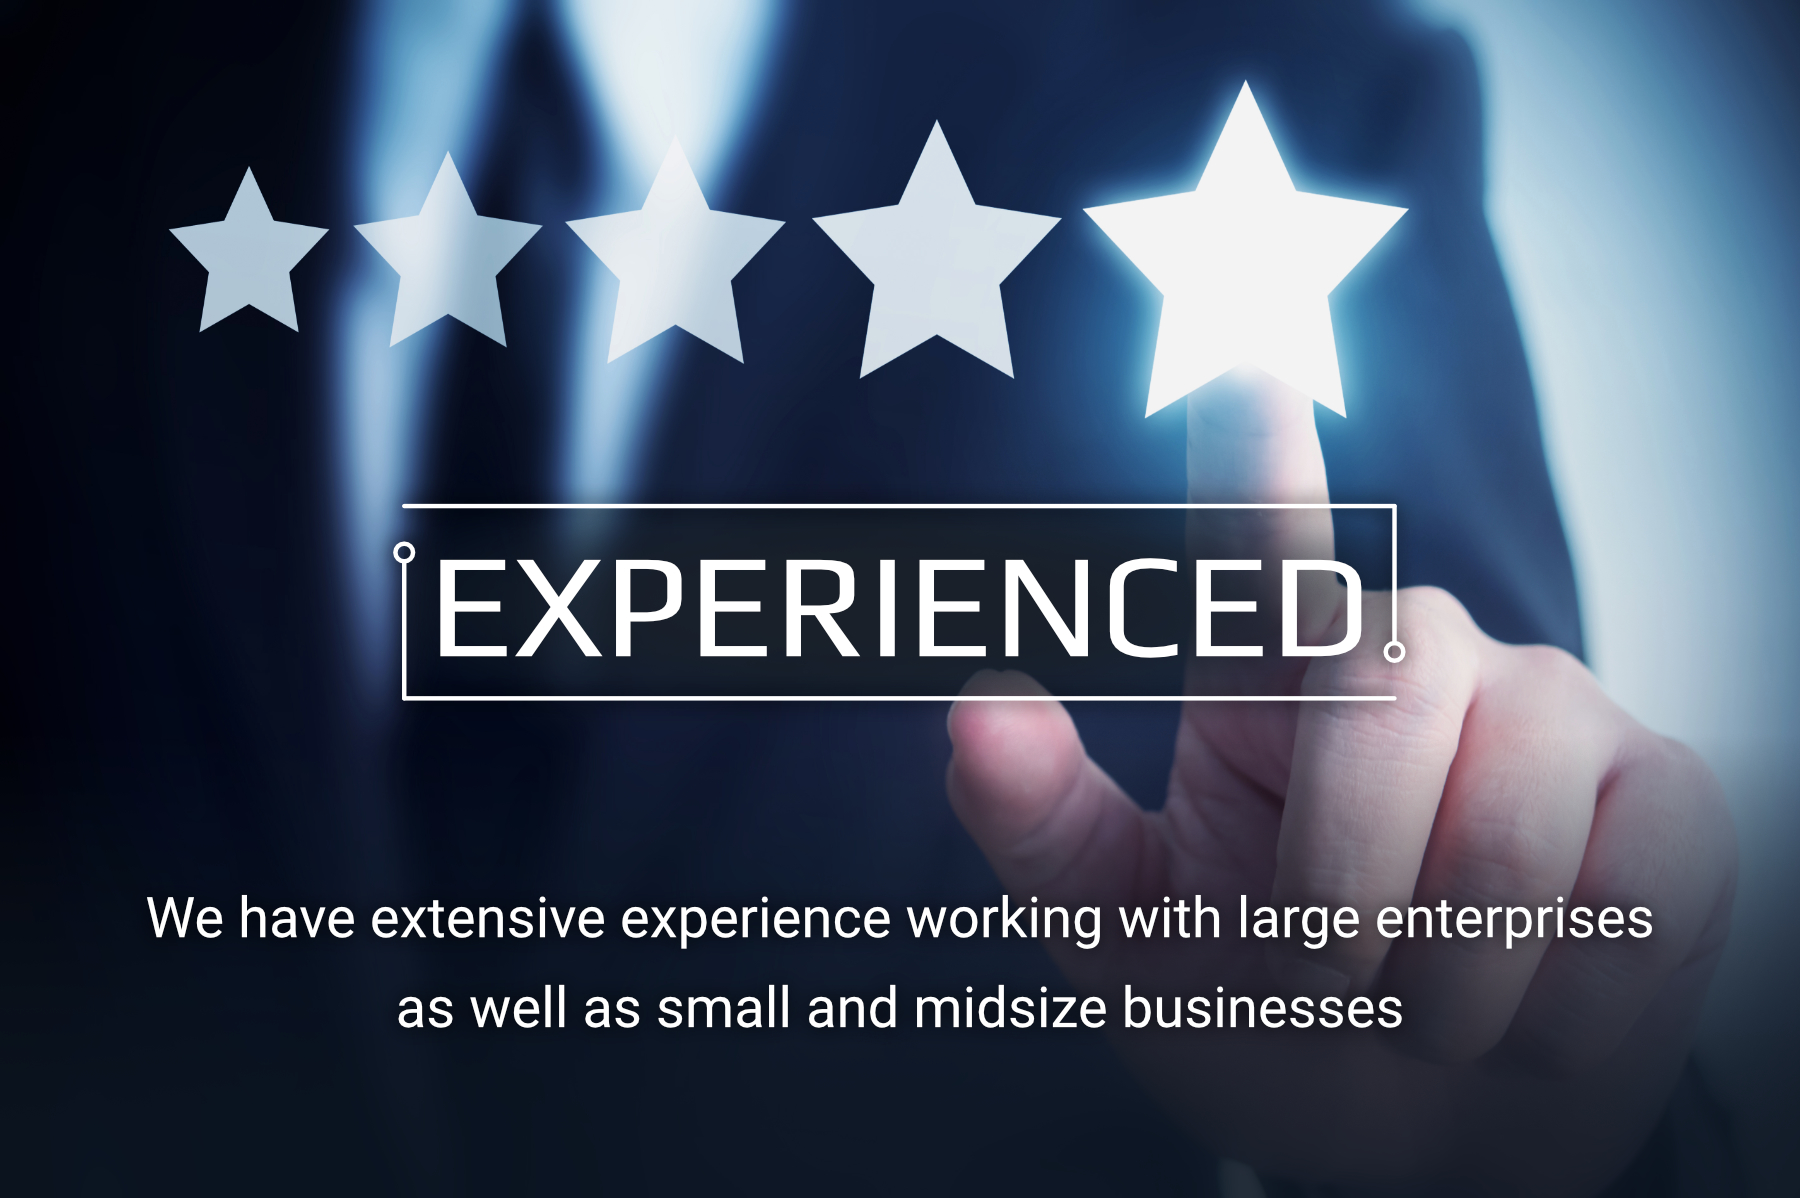 EXPERIENCED
We have extensive experience working with large enterprises
as well as small and midsize businesses